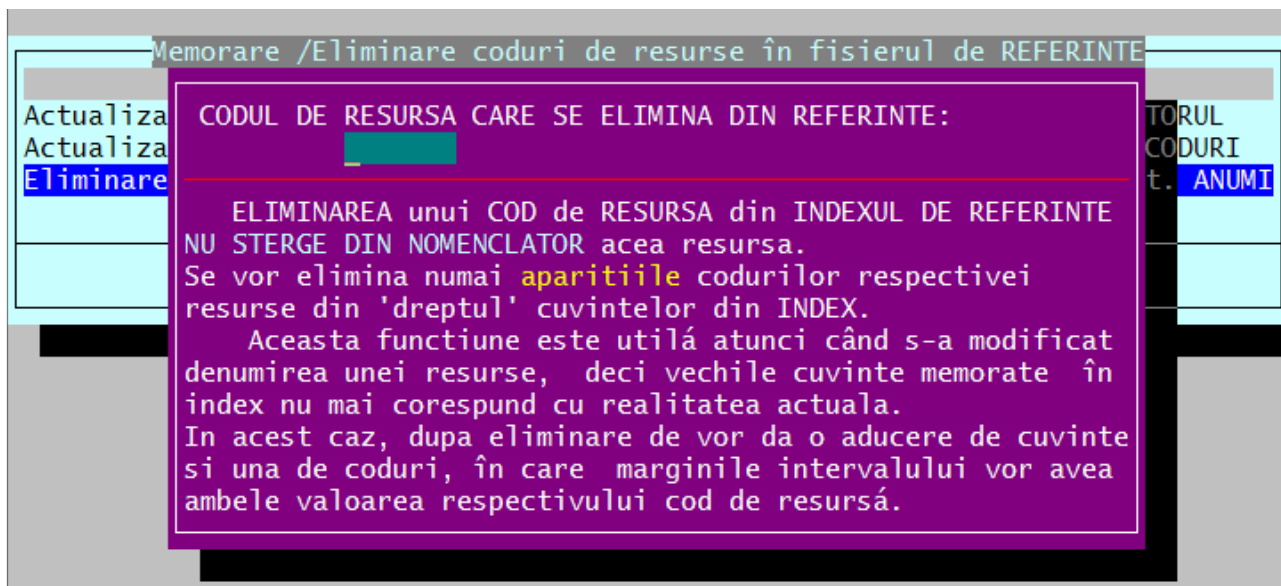 Memorare /Eliminare coduri de resurse în fisierul de REFERINTE
CODUL DE RESURSA CARE SE ELIMINA DIN REFERINTE:
Actualiza TORUL
Actualiza CODURI
Eliminare t. ANUMI
ELIMINAREA unui COD de RESURSA din INDEXUL DE REFERINTE
NU STERGE DIN NOMENCLATOR acea resursa.
Se vor elimina numai aparitiile codurilor respectivei
resurse din 'dreptul' cuvintelor din INDEX.
Aceasta functiune este utilá atunci când s-a modificat
denumirea unei resurse, deci vechile cuvinte memorate în
index nu mai corespund cu realitatea actuala.
In acest caz, dupa eliminare de vor da o aducere de cuvinte
si una de coduri, în care marginile intervalului vor avea
ambele valoarea respectivului cod de resursá.